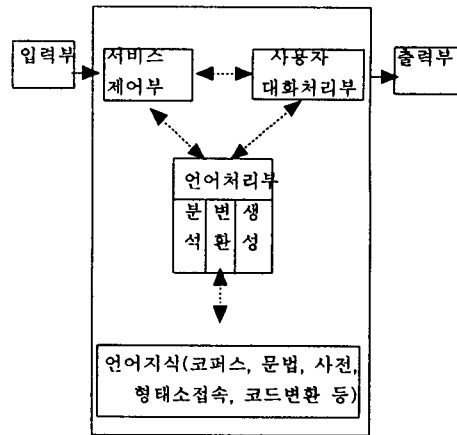 입력부
서비스
제어부
사용자
대화처리부
출력부
언어처리부
분석
변환
생성
언어지식(코퍼스, 문법, 사전,
형태소접속, 코드변환 등)